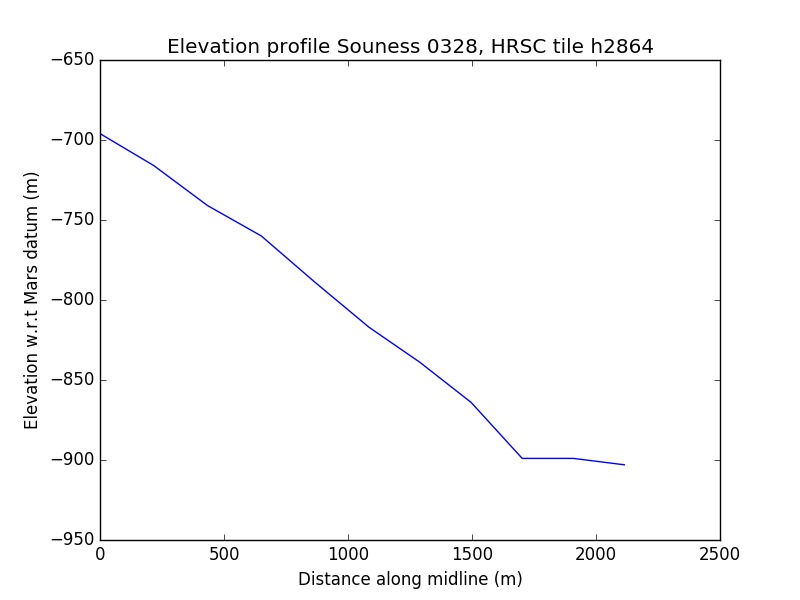 Elevation profile Souness 0328, HRSC tile h2864
Elevation w.r.t Mars datum (m)
−650
−700
−750
−800
−850
−900
−950
0 500 1000 1500 2000 2500
Distance along midline (m)